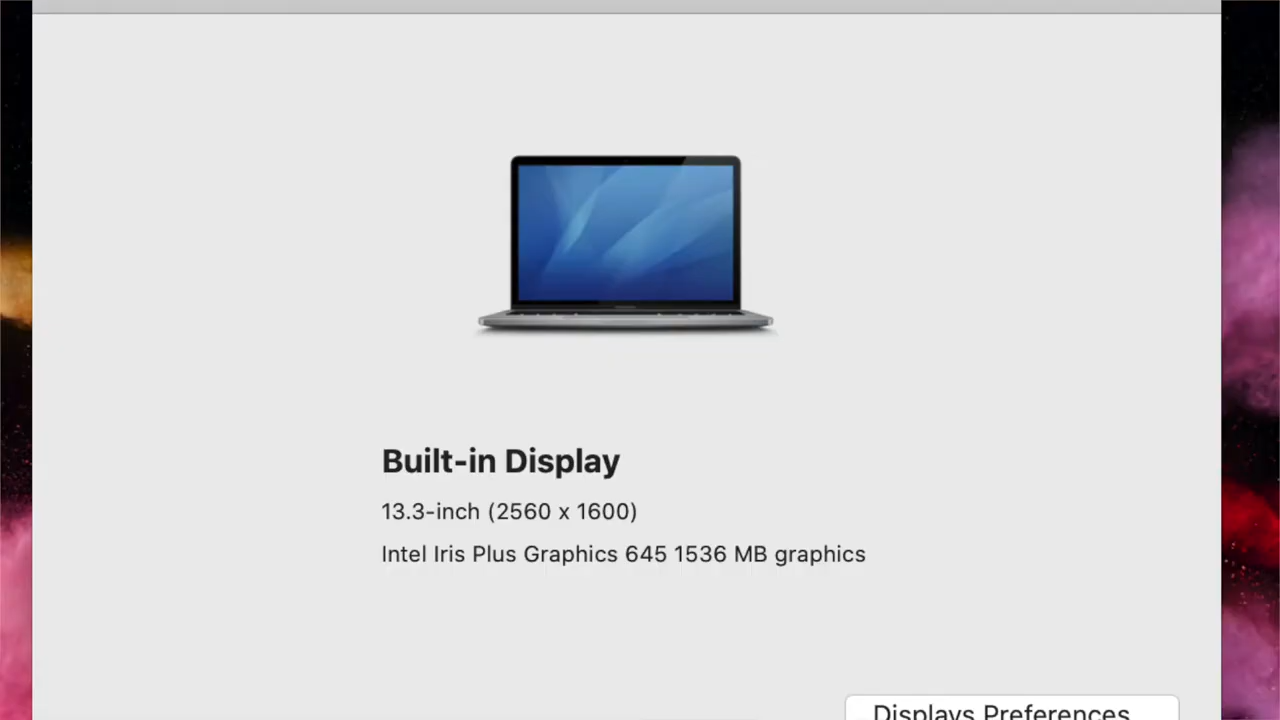 Built-in Display
13.3-inch (2560 x 1600)
Intel Iris Plus Graphics 645 1536 MB graphics
Displays Preferences